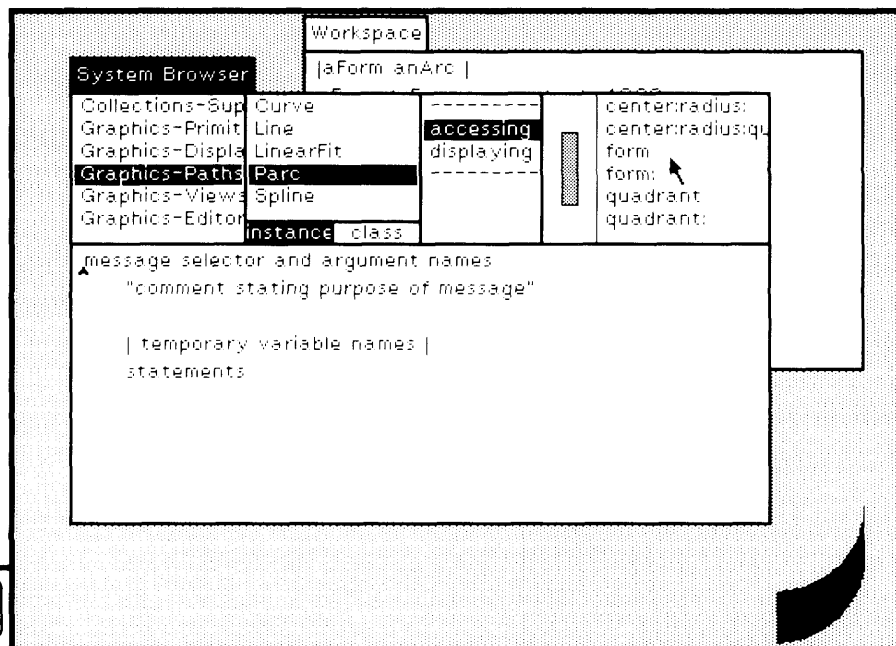 Workspace
|aForm anArc |
System Browser
Collections-Sup
Graphics-Primit
Graphics-Displa
Graphics-Paths
Graphics-Views
Graphics-Editor
Curve
Line
LinearFit
Parc
Spline
instance class
----------
accessing
displaying
----------
center:radius:
center:radius:qu
form
form:
quadrant
quadrant:
message selector and argument names
"comment stating purpose of message"
| temporary variable names |
statements